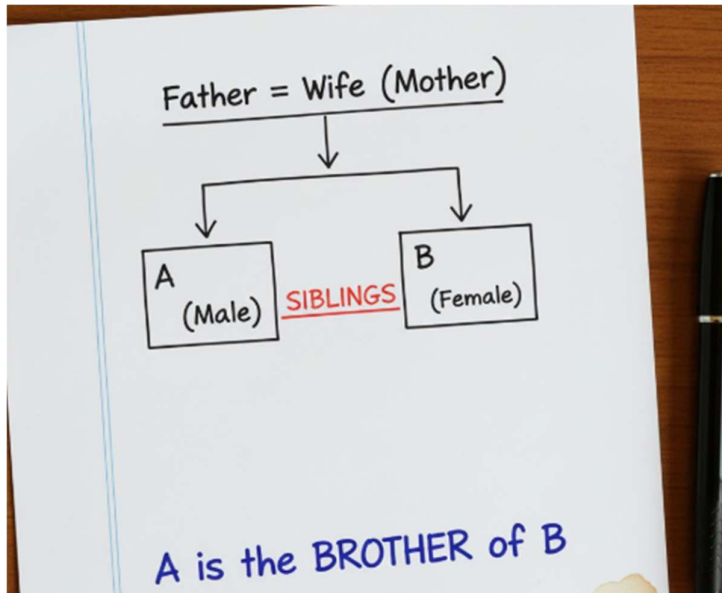 Father = Wife (Mother)
A
B
(Male)
SIBLINGS
(Female)
A is the BROTHER of B